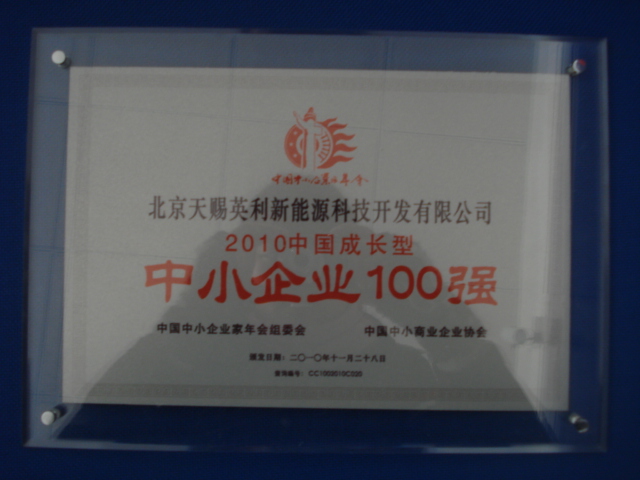 北京天赐英利新能源科技开发有限公司
2010中国成长型
中小企业100强
中国中小企业家年会组委会 中国中小商业企业协会
颁发日期：二〇一〇年十一月二十八日